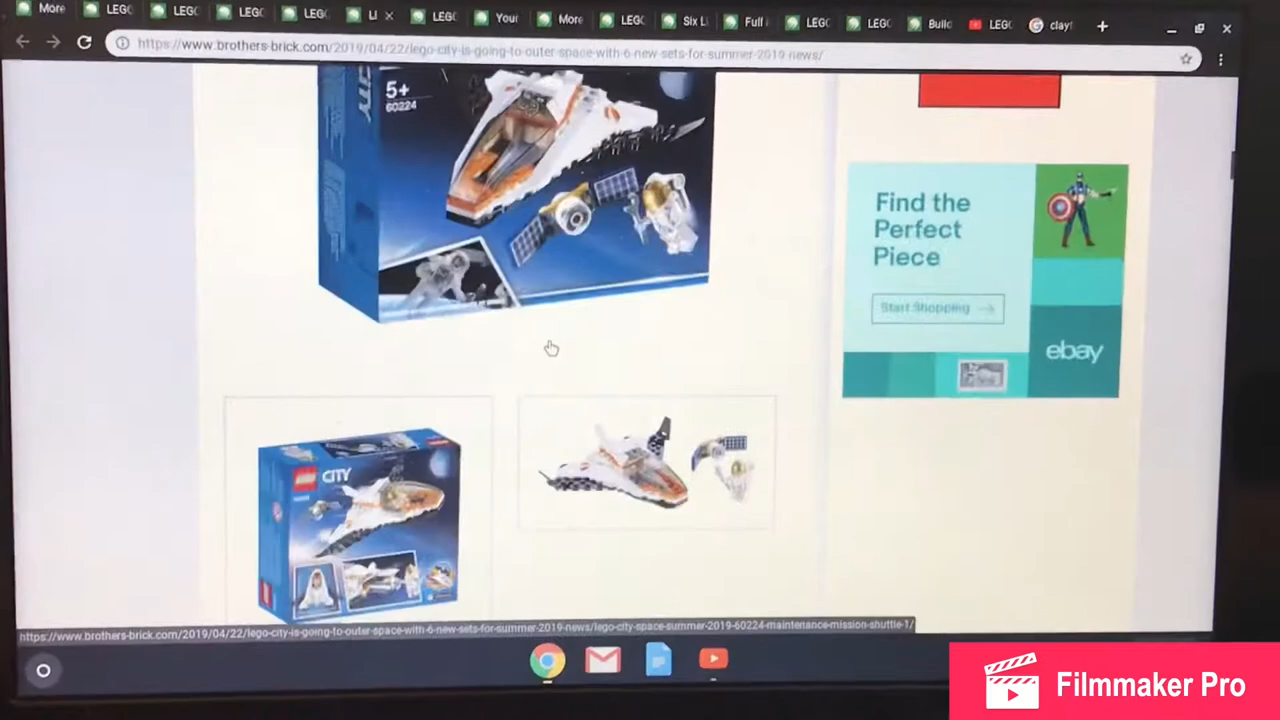 More
LEGO
LEGO
LEGO
LEGO
LI
LEGO
Your
More
LEGO
Six L
Full
LEGO
LEGO
Buil
LEGO
clay
https://www.brothers-brick.com/2019/04/22/lego-city-is-going-to-outer-space-with-6-new-sets-for-summer-2019-news/
CITY
5+
60224
Find the
Perfect
Piece
Start Shopping
ebay
CITY
https://www.brothers-brick.com/2019/04/22/lego-city-is-going-to-outer-space-with-6-new-sets-for-summer-2019-news/lego-city-space-summer-2019-60224-maintenance-mission-shuttle-1/
Filmmaker Pro